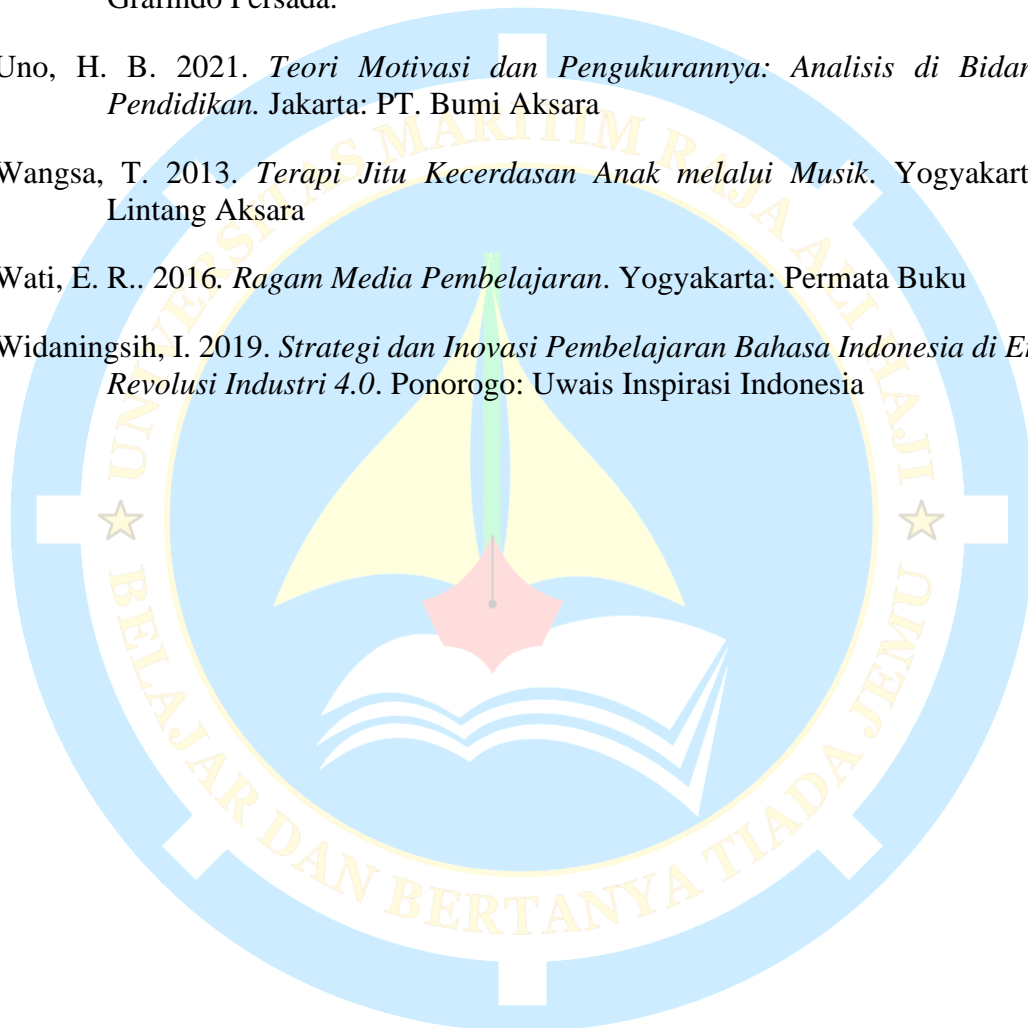 Grafindo Persada.
Uno, H. B. 2021. Teori Motivasi dan Pengukurannya: Analisis di Bidan
Pendidikan. Jakarta: PT. Bumi Aksara
Wangsa, T. 2013. Terapi Jitu Kecerdasan Anak melalui Musik. Yogyakart
Lintang Aksara
Wati, E. R.. 2016. Ragam Media Pembelajaran. Yogyakarta: Permata Buku
Widaningsih, I. 2019. Strategi dan Inovasi Pembelajaran Bahasa Indonesia di Er
Revolusi Industri 4.0. Ponorogo: Uwais Inspirasi Indonesia
UNIVERSITAS MARITIM RAJA ALI HAJI
BELAJAR DAN BERTANYA TIADA JEMU